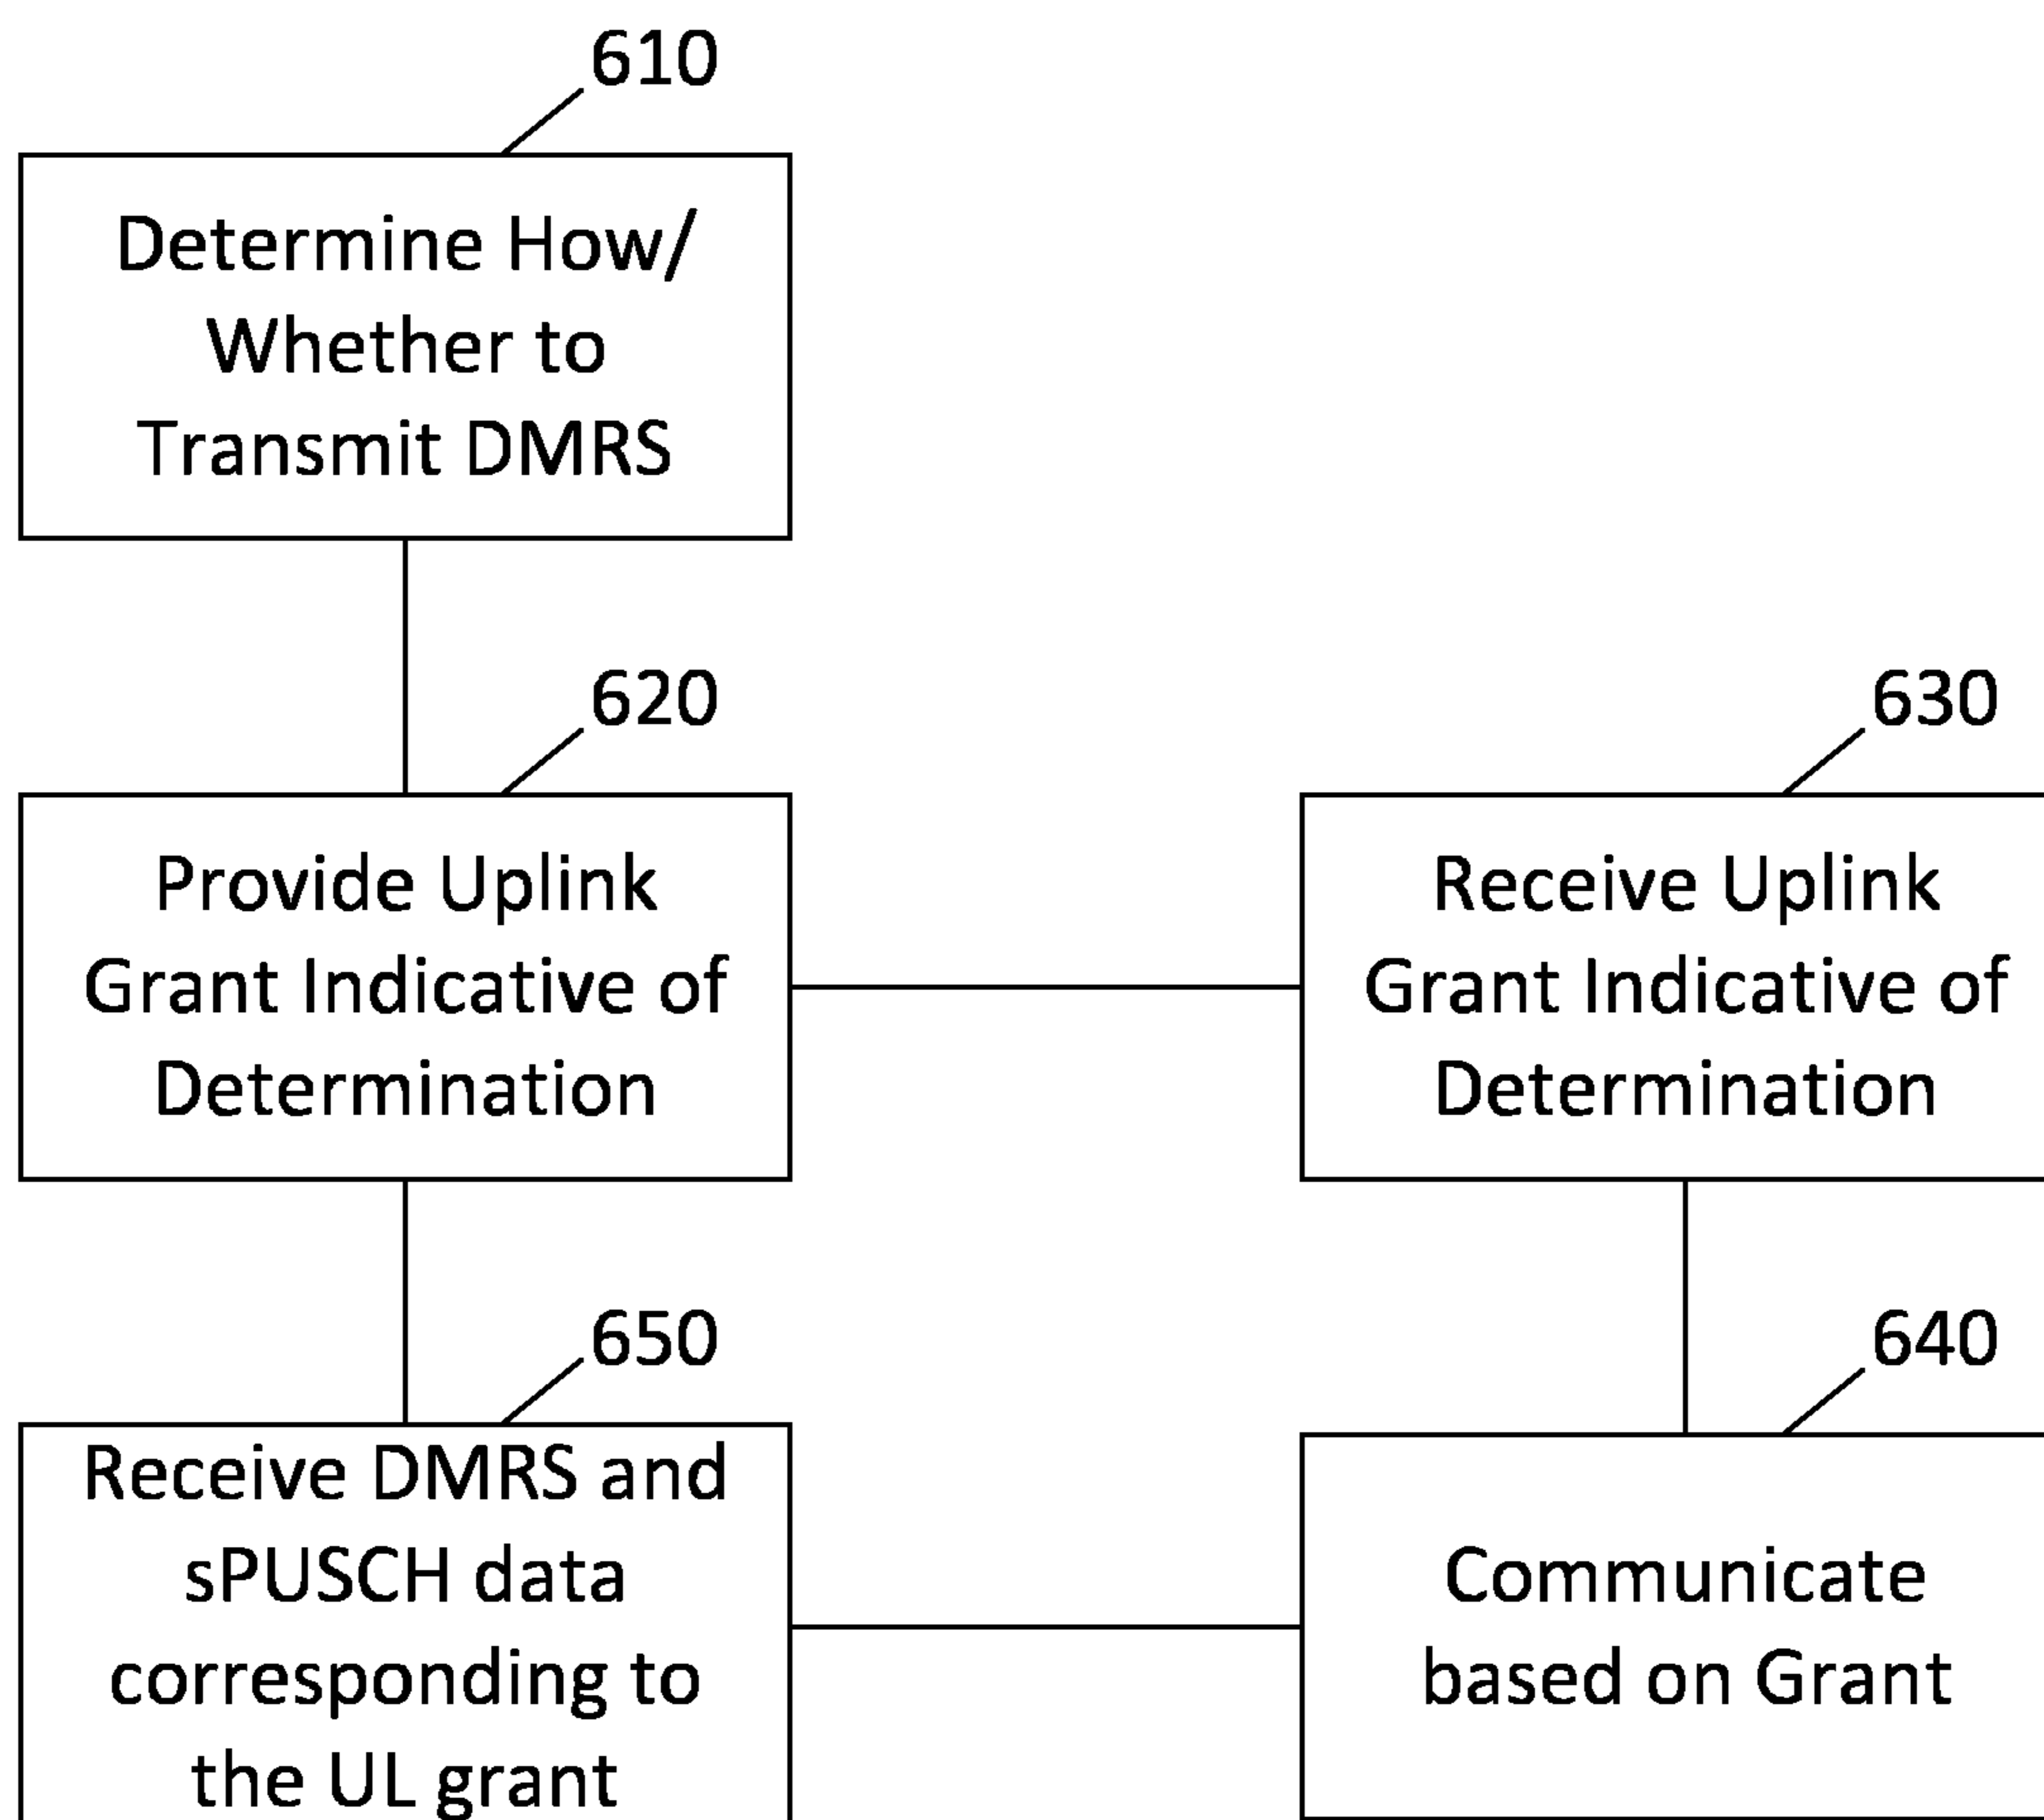 610
Determine How/
Whether to
Transmit DMRS
620
Provide Uplink
Grant Indicative of
Determination
630
Receive Uplink
Grant Indicative of
Determination
650
Receive DMRS and
sPUSCH data
corresponding to
the UL grant
640
Communicate
based on Grant